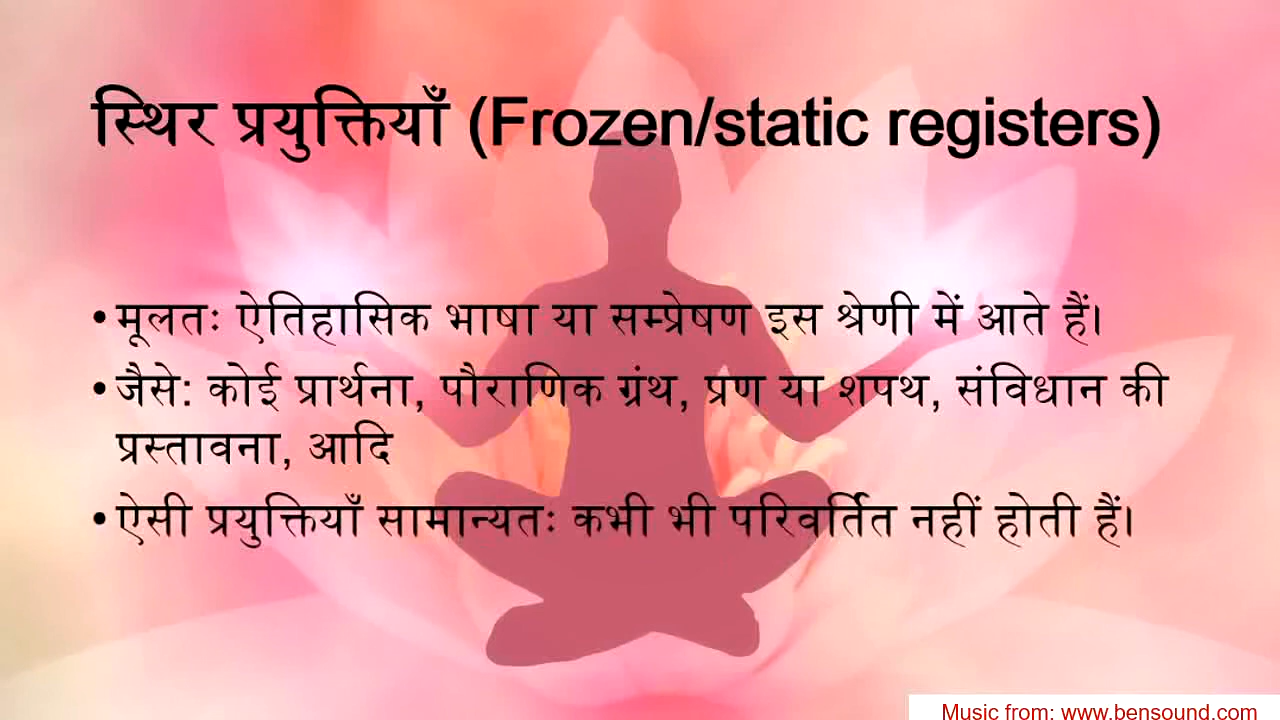 स्थिर प्रयुक्तियाँ (Frozen/static registers)
• मूलतः ऐतिहासिक भाषा या सम्प्रेषण इस श्रेणी में आते हैं।
• जैसे: कोई प्रार्थना, पौराणिक ग्रंथ, प्रण या शपथ, संविधान की
प्रस्तावना, आदि
• ऐसी प्रयुक्तियाँ सामान्यतः कभी भी परिवर्तित नहीं होती हैं।
Music from: www.bensound.com